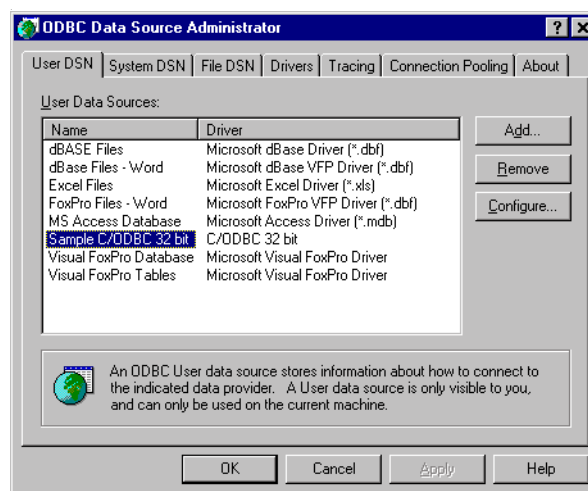 ODBC Data Source Administrator
User DSN System DSN File DSN Drivers Tracing Connection Pooling About
User Data Sources:
Name Driver
dBASE Files Microsoft dBase Driver (*.dbf)
dBase Files - Word Microsoft dBase VFP Driver (*.dbf)
Excel Files Microsoft Excel Driver (*.xls)
FoxPro Files - Word Microsoft FoxPro VFP Driver (*.dbf)
MS Access Database Microsoft Access Driver (*.mdb)
Sample C/ODBC 32 bit C/ODBC 32 bit
Visual FoxPro Database Microsoft Visual FoxPro Driver
Visual FoxPro Tables Microsoft Visual FoxPro Driver
Add...
Remove
Configure...
An ODBC User data source stores information about how to connect to
the indicated data provider. A User data source is only visible to you,
and can only be used on the current machine.
OK Cancel Apply Help